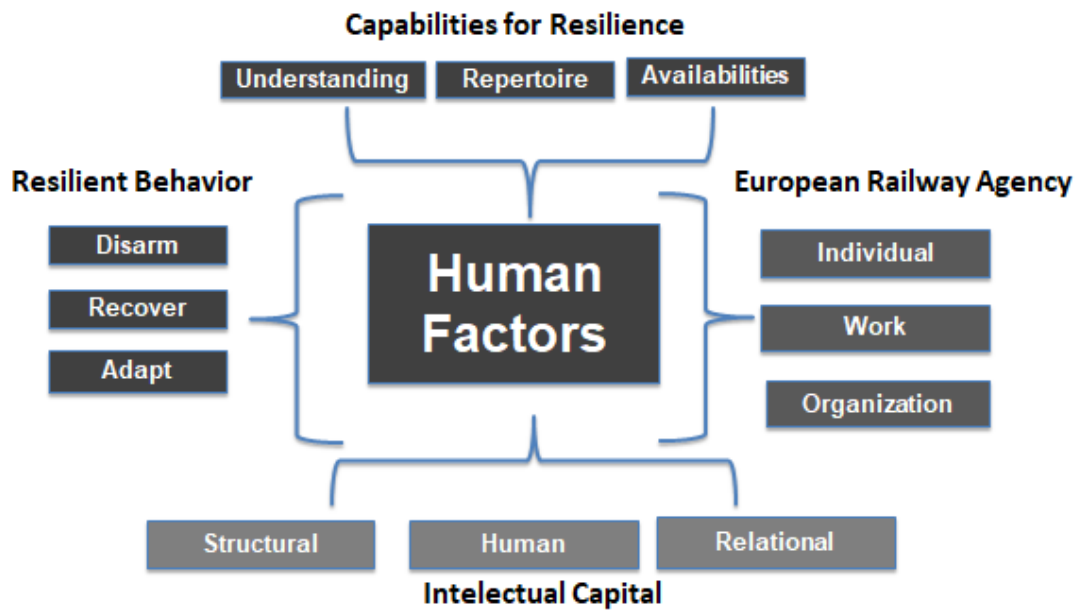 Capabilities for Resilience
Understanding
Repertoire
Availabilities
Resilient Behavior
Disarm
Recover
Adapt
Human
Factors
European Railway Agency
Individual
Work
Organization
Structural
Human
Relational
Intelectual Capital